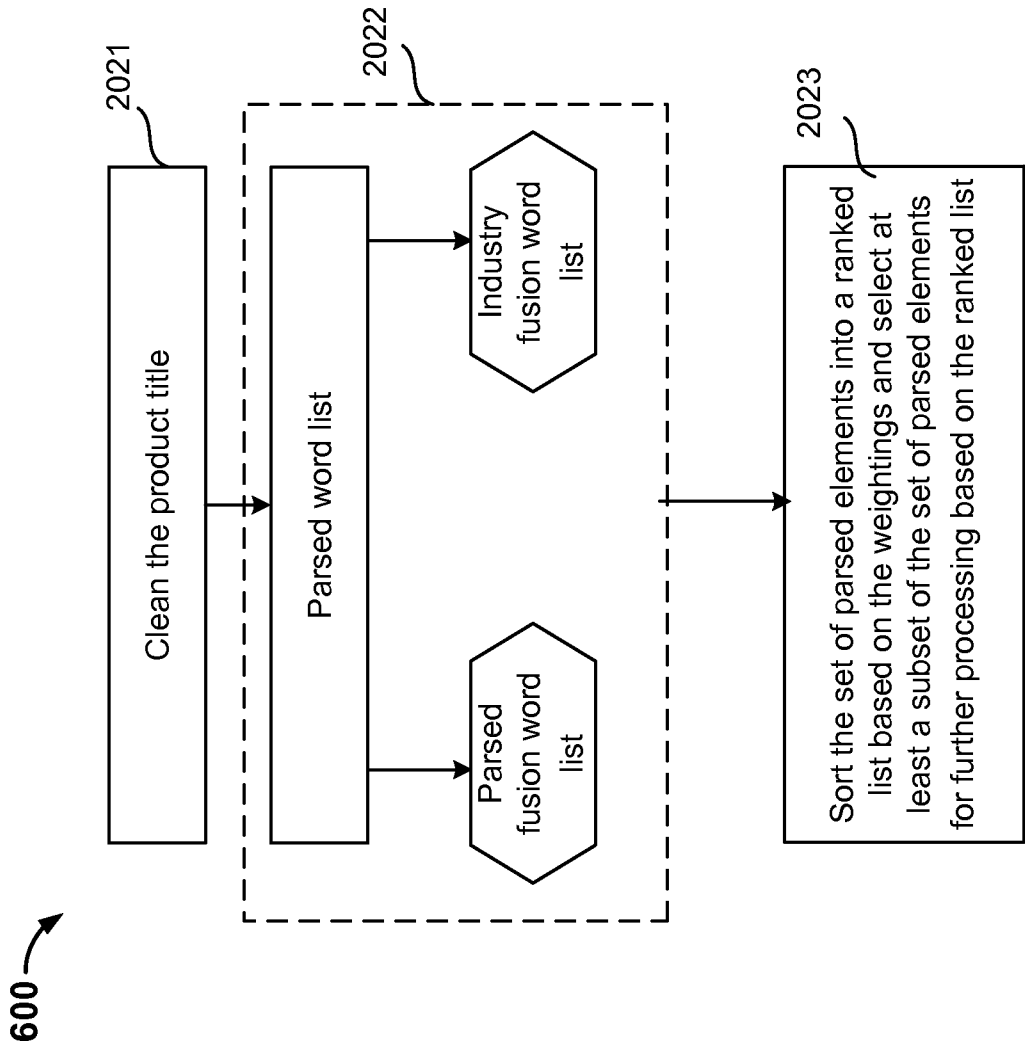 600
Clean the product title
2021
2022
Parsed word list
Parsed
fusion word
list
Industry
fusion word
list
2023
Sort the set of parsed elements into a ranked
list based on the weightings and select at
least a subset of the set of parsed elements
for further processing based on the ranked list